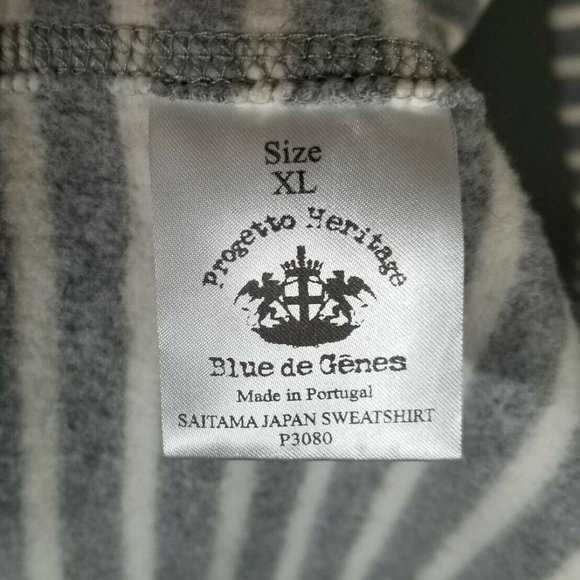 Size
XL
Progetto Heritage
Blue de Gênes
Made in Portugal
SAITAMA JAPAN SWEATSHIRT
P3080